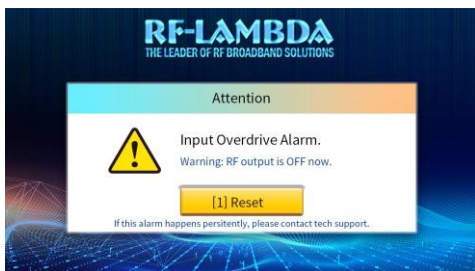 RF-LAMBDA
THE LEADER OF RF BROADBAND SOLUTIONS
Attention
Input Overdrive Alarm.
Warning: RF output is OFF now.
[1] Reset
If this alarm happens persitently, please contact tech support.